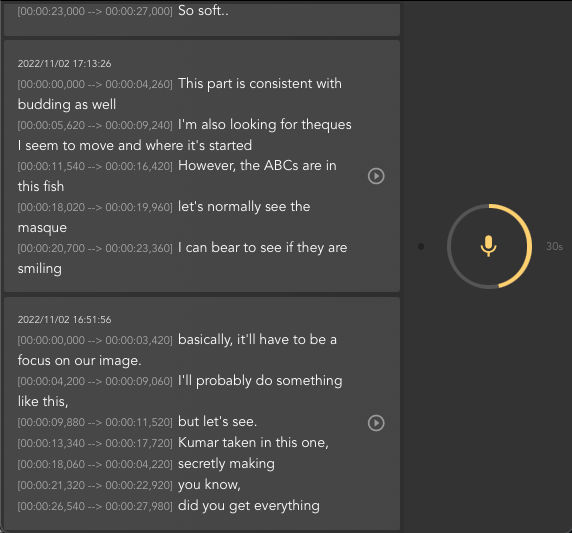 [00:00:23,000 --> 00:00:27,000] So soft..
2022/11/02 17:13:26
[00:00:00,000 --> 00:00:04,260] This part is consistent with
budding as well
[00:00:05,620 --> 00:00:09,240] I'm also looking for theques
I seem to move and where it's started
[00:00:11,540 --> 00:00:16,420] However, the ABCs are in
this fish
[00:00:18,020 --> 00:00:19,960] let's normally see the
masque
[00:00:20,700 --> 00:00:23,360] I can bear to see if they are
smiling
2022/11/02 16:51:56
[00:00:00,000 --> 00:00:03,420] basically, it'll have to be a
focus on our image.
[00:00:04,200 --> 00:00:09,060] I'll probably do something
like this,
[00:00:09,880 --> 00:00:11,520] but let's see.
[00:00:13,340 --> 00:00:17,720] Kumar taken in this one,
[00:00:18,060 --> 00:00:04,220] secretly making
[00:00:21,320 --> 00:00:22,920] you know,
[00:00:26,540 --> 00:00:27,980] did you get everything
30s